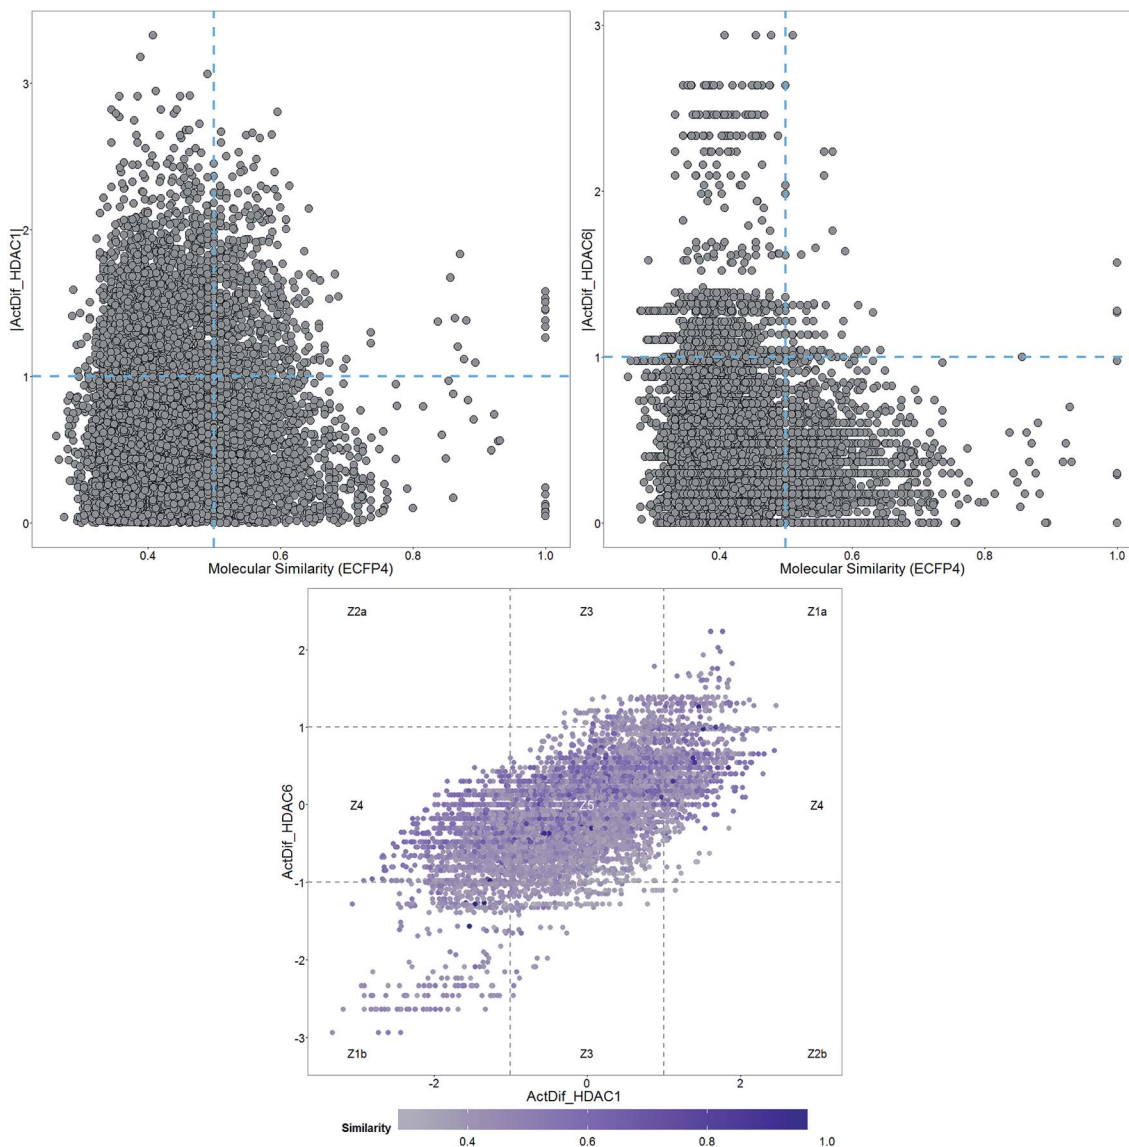 |ActDif_HDAC1|
3
2
1
0
0.4 0.6 0.8 1.0
Molecular Similarity (ECFP4)
|ActDif_HDAC6|
3
2
1
0
0.4 0.6 0.8 1.0
Molecular Similarity (ECFP4)
Z2a Z3 Z1a
Z4 Z5 Z4
Z1b Z3 Z2b
ActDif_HDAC6
2
1
0
-1
-2
-3
-2 0 2
ActDif_HDAC1
Similarity
0.4 0.6 0.8 1.0